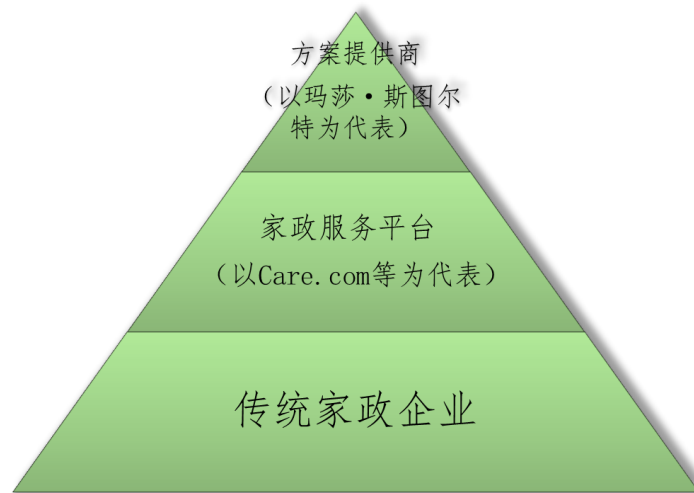 方案提供商
（以玛莎·斯图尔
特为代表）
家政服务平台
（以Care.com等为代表）
传统家政企业